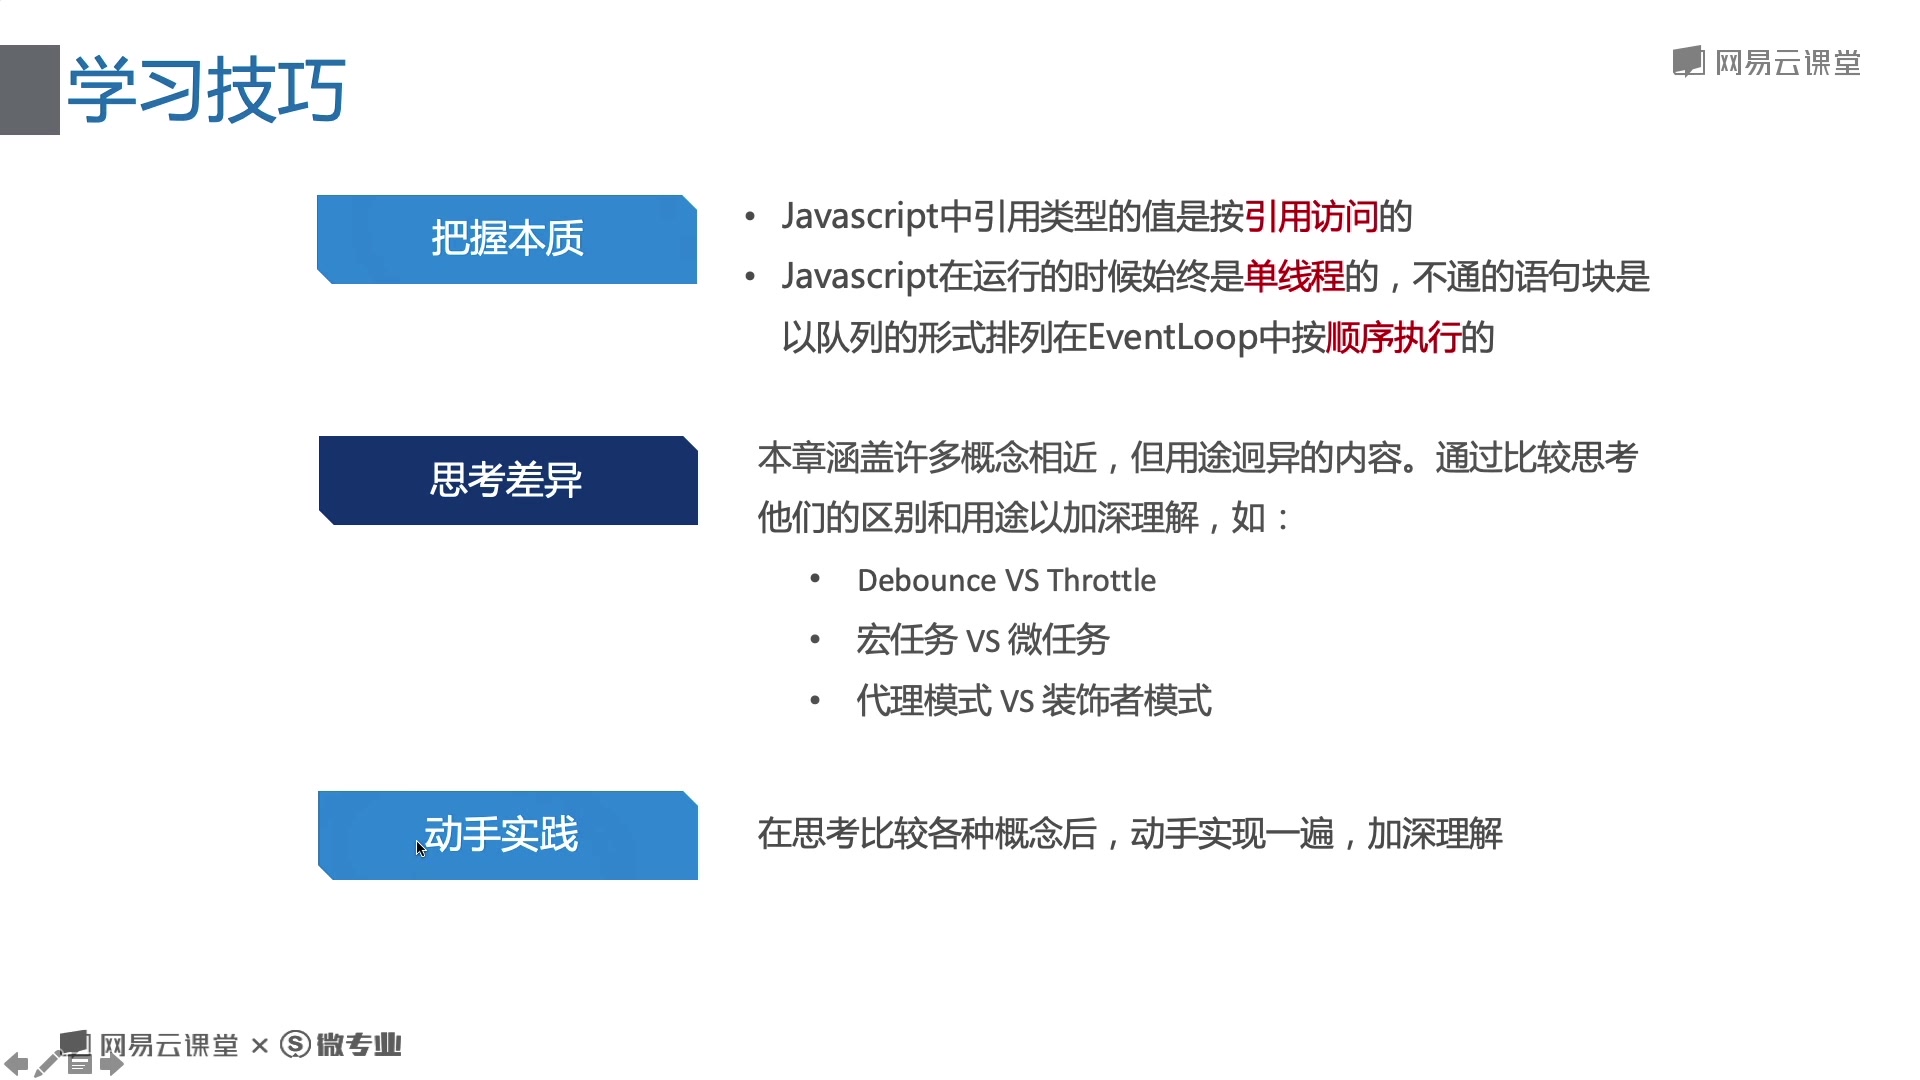 学习技巧
网易云课堂
把握本质
• Javascript中引用类型的值是按引用访问的
• Javascript在运行的时候始终是单线程的，不通的语句块是
以队列的形式排列在EventLoop中按顺序执行的
思考差异
本章涵盖许多概念相近，但用途迥异的内容。通过比较思考
他们的区别和用途以加深理解，如：
• Debounce VS Throttle
• 宏任务 VS 微任务
• 代理模式 VS 装饰者模式
动手实践
在思考比较各种概念后，动手实现一遍，加深理解
网易云课堂 × S 微专业